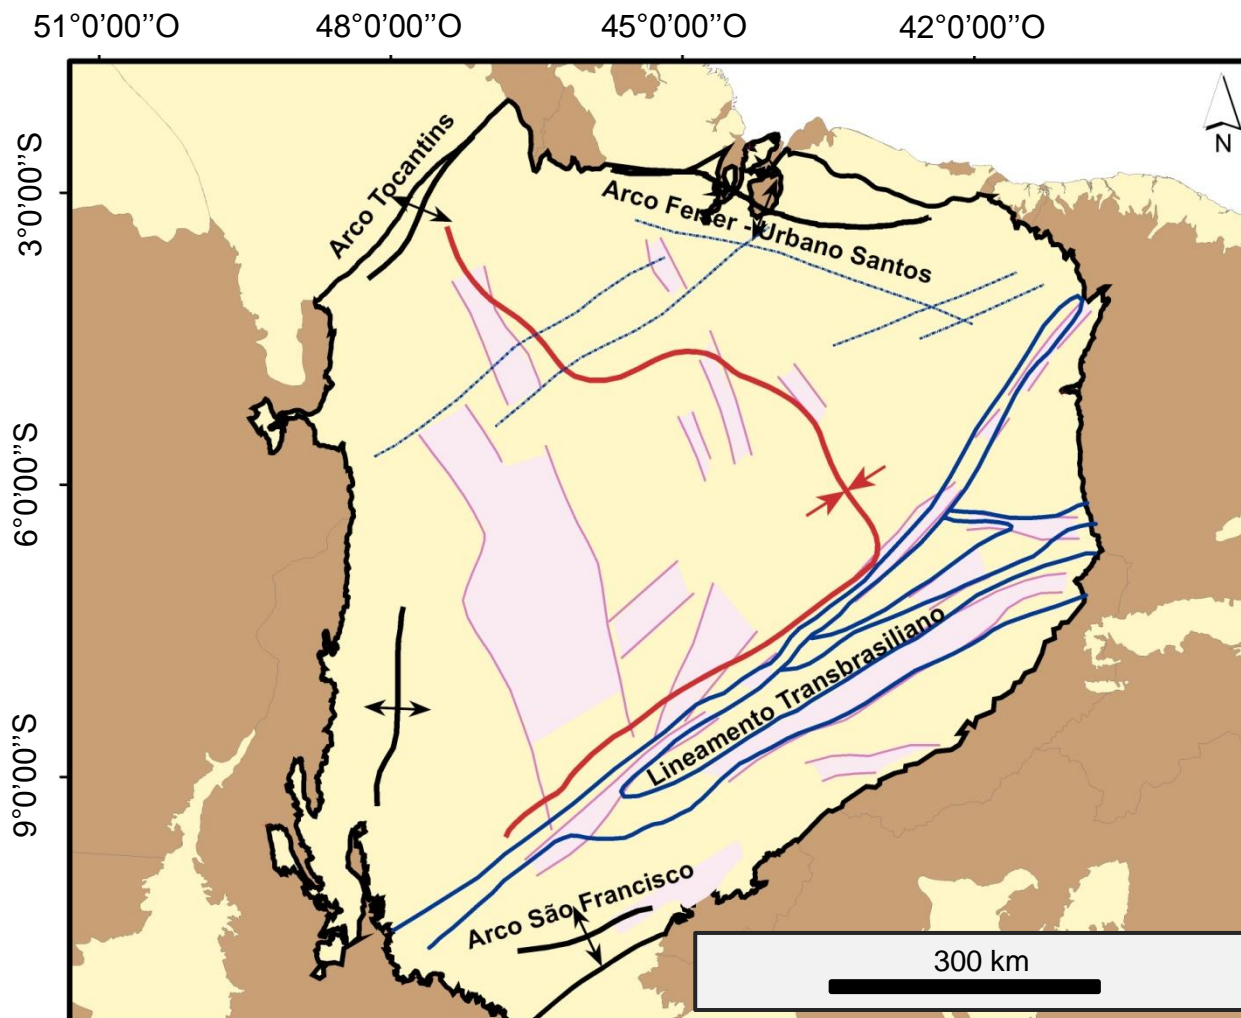 51°0'00’’O
48°0'00’’O
45°0'00’’O
42°0'00’’O
N
3°0'00’’S
6°0'00’’S
9°0'00’’S
Arco Tocantins
Arco Ferrer - Urbano Santos
Lineamento Transbrasiliano
Arco São Francisco
300 km